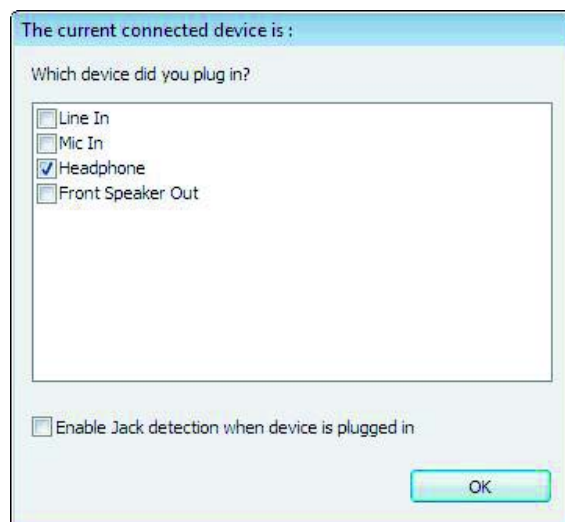 The current connected device is :
Which device did you plug in?
Line In
Mic In
Headphone
Front Speaker Out
Enable Jack detection when device is plugged in
OK